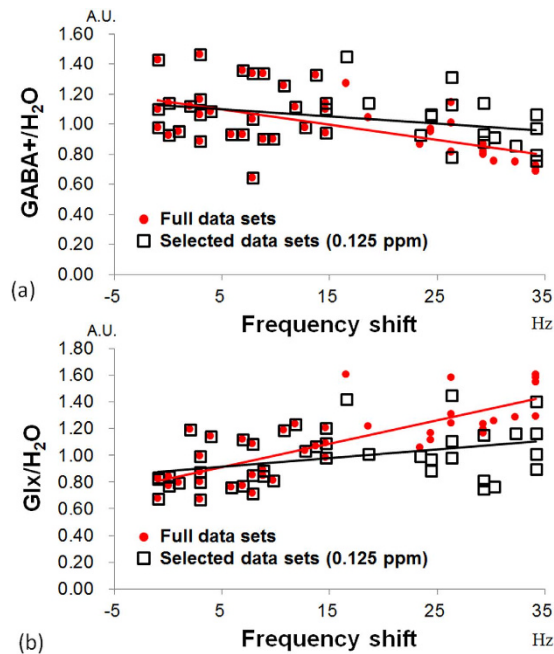 A.U.
1.60
1.40
1.20
1.00
0.80
0.60
0.40
0.20
0.00
GABA+/H2O
Full data sets
Selected data sets (0.125 ppm)
-5 5 15 25 35
(a)
Frequency shift Hz
A.U.
1.80
1.60
1.40
1.20
1.00
0.80
0.60
0.40
0.20
0.00
Glx/H2O
Full data sets
Selected data sets (0.125 ppm)
-5 5 15 25 35
(b)
Frequency shift Hz